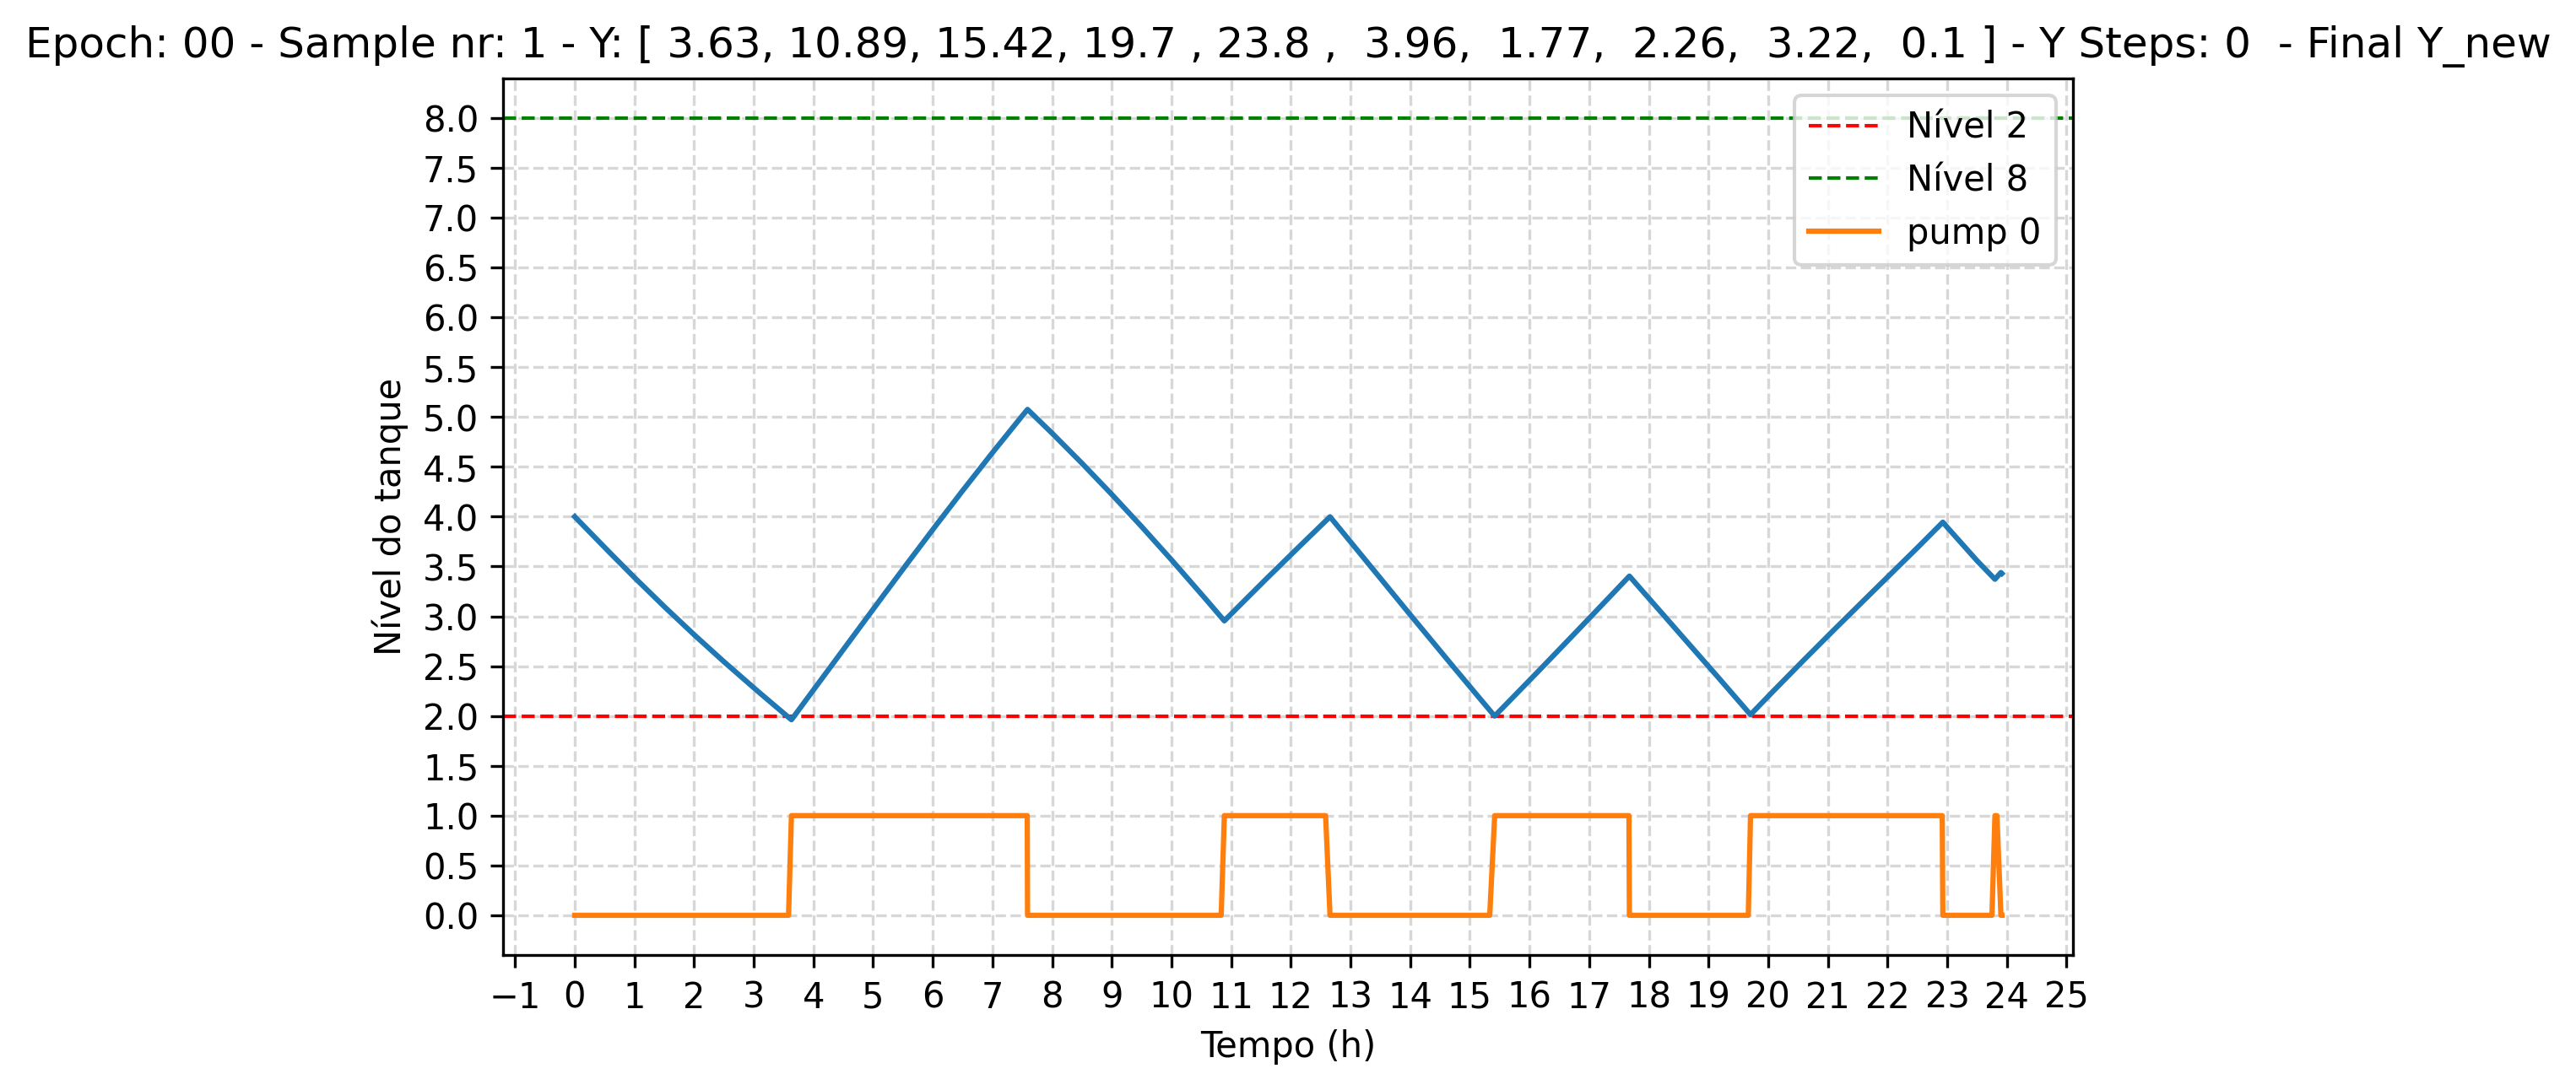 Epoch: 00 - Sample nr: 1 - Y: [ 3.63, 10.89, 15.42, 19.7 , 23.8 ,  3.96,  1.77,  2.26,  3.22,  0.1 ] - Y Steps: 0  - Final Y_new
Nível 2
Nível 8
pump 0
Nível do tanque
8.0
7.5
7.0
6.5
6.0
5.5
5.0
4.5
4.0
3.5
3.0
2.5
2.0
1.5
1.0
0.5
0.0
−1 0 1 2 3 4 5 6 7 8 9 10 11 12 13 14 15 16 17 18 19 20 21 22 23 24 25
Tempo (h)